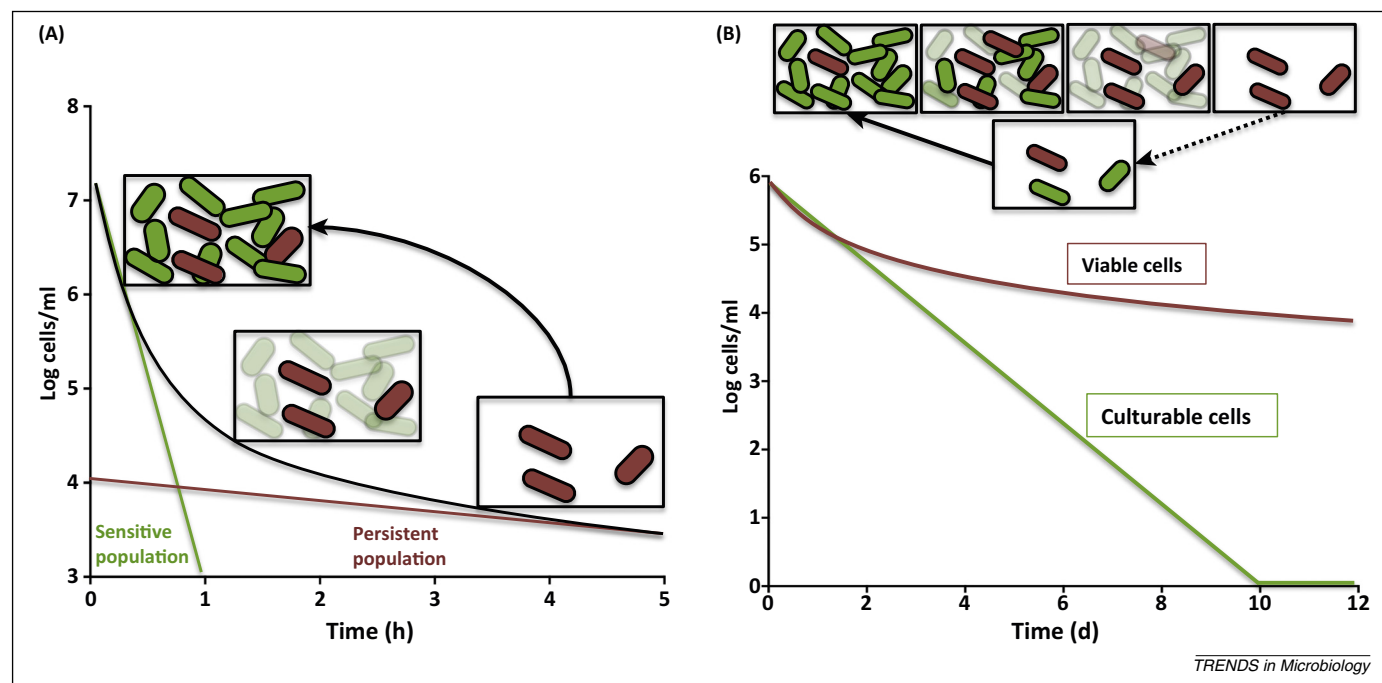 (A)
8
7
6
5
4
3
Log cells/ml
Sensitive
population
Persistent
population
0 1 2 3 4 5
Time (h)
(B)
6
5
4
3
2
1
0
Log cells/ml
Viable cells
Culturable cells
0 2 4 6 8 10 12
Time (d)
TRENDS in Microbiology